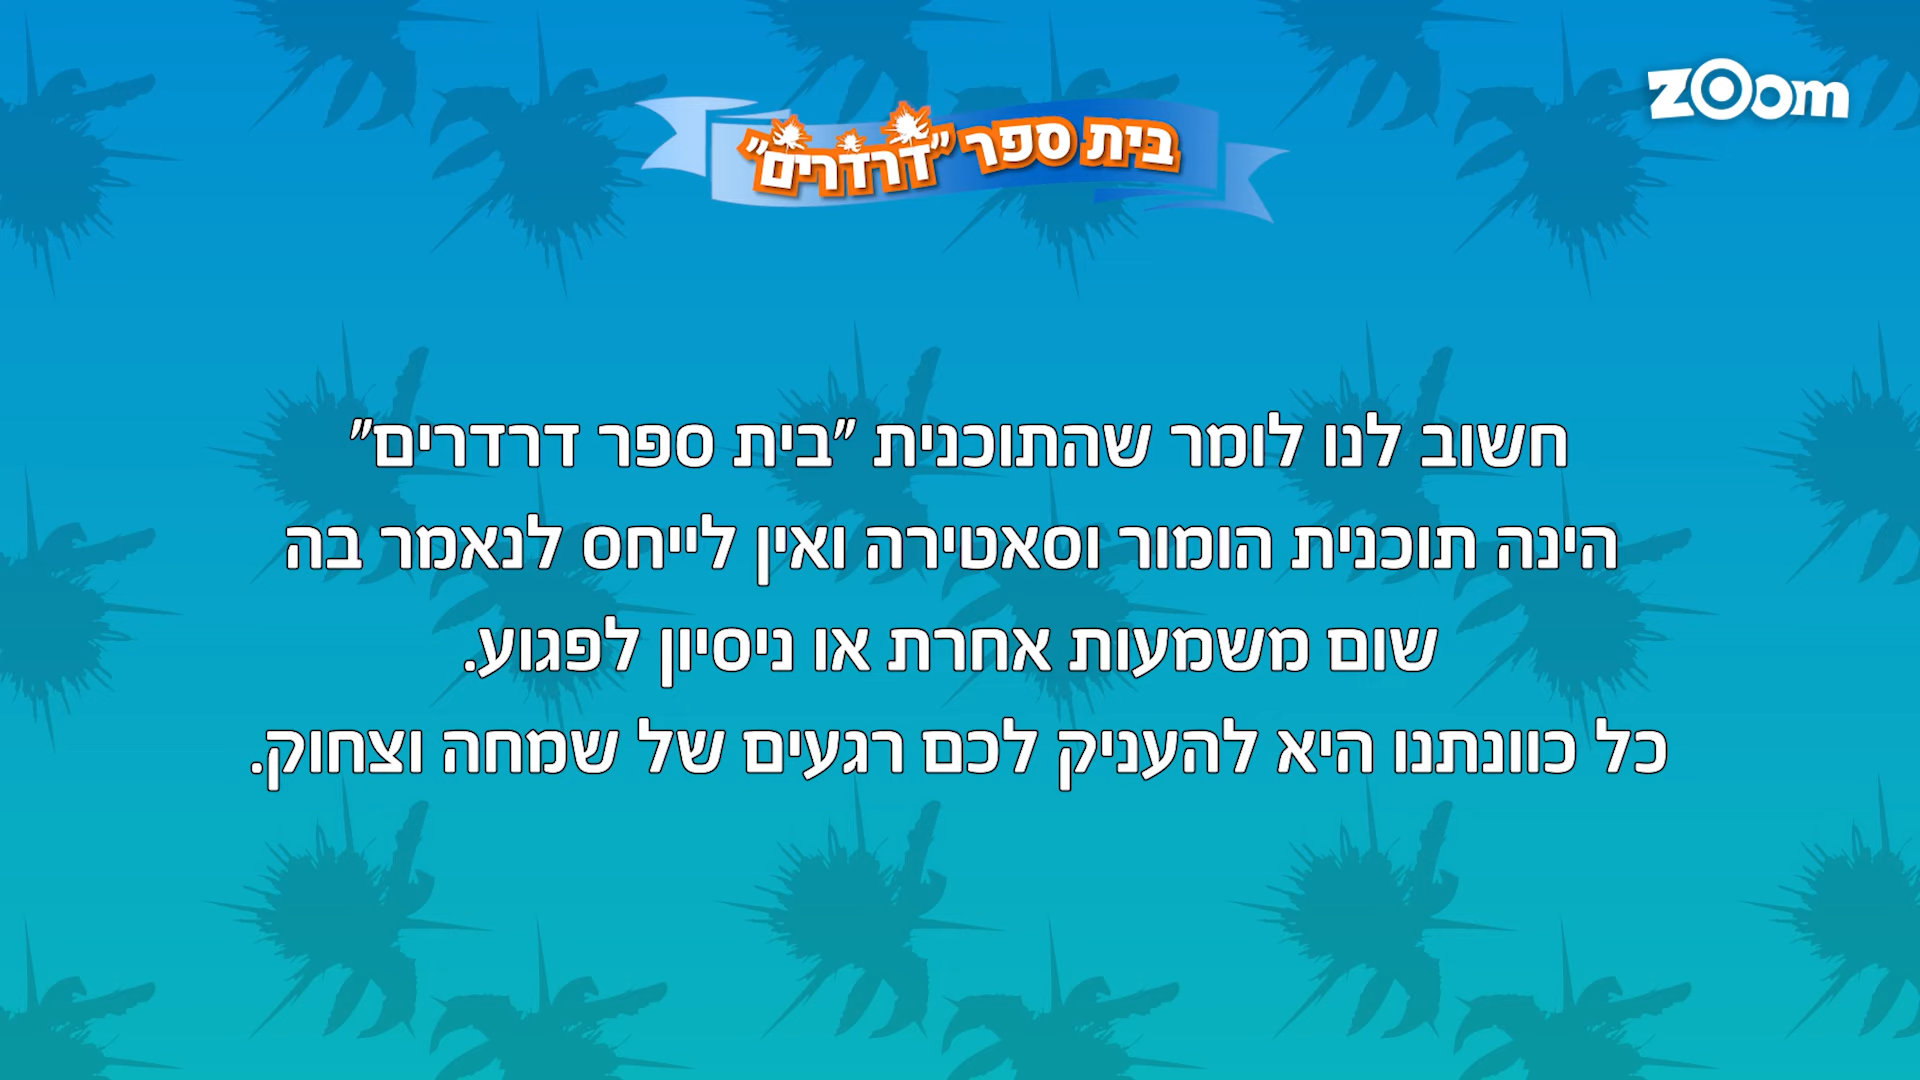 zoom
בית ספר "דרדרים"
חשוב לנו לומר שהתוכנית "בית ספר דרדרים"
הינה תוכנית הומור וסאטירה ואין לייחס לנאמר בה
שום משמעות אחרת או ניסיון לפגוע.
כל כוונתנו היא להעניק לכם רגעים של שמחה וצחוק.